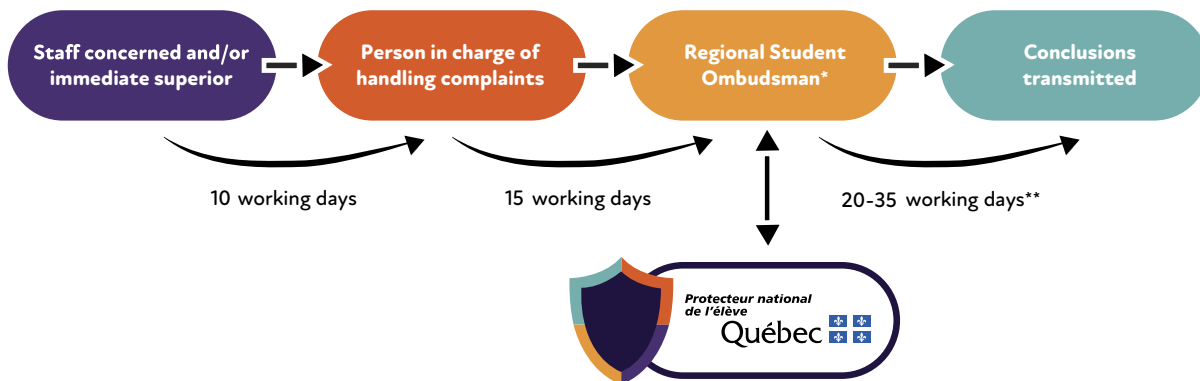 Staff concerned and/or
immediate superior
Person in charge of
handling complaints
Regional Student
Ombudsman*
Conclusions
transmitted
10 working days
15 working days
20-35 working days**
Protecteur national
de l'élève
Québec